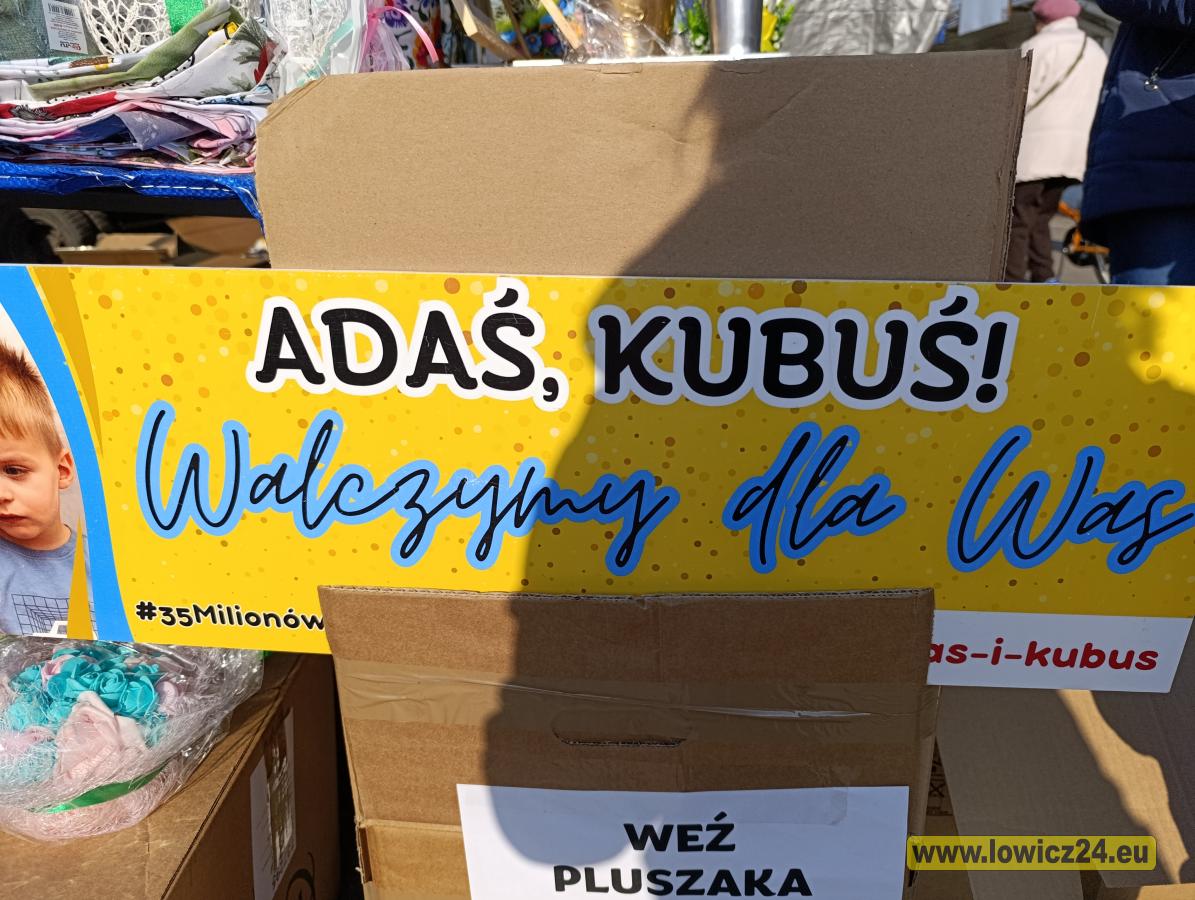 ADAŚ, KUBUŚ!
Walczymy dla Was
#35Milionów
as-i-kubus
WEŹ
PLUSZAKA
www.lowicz24.eu